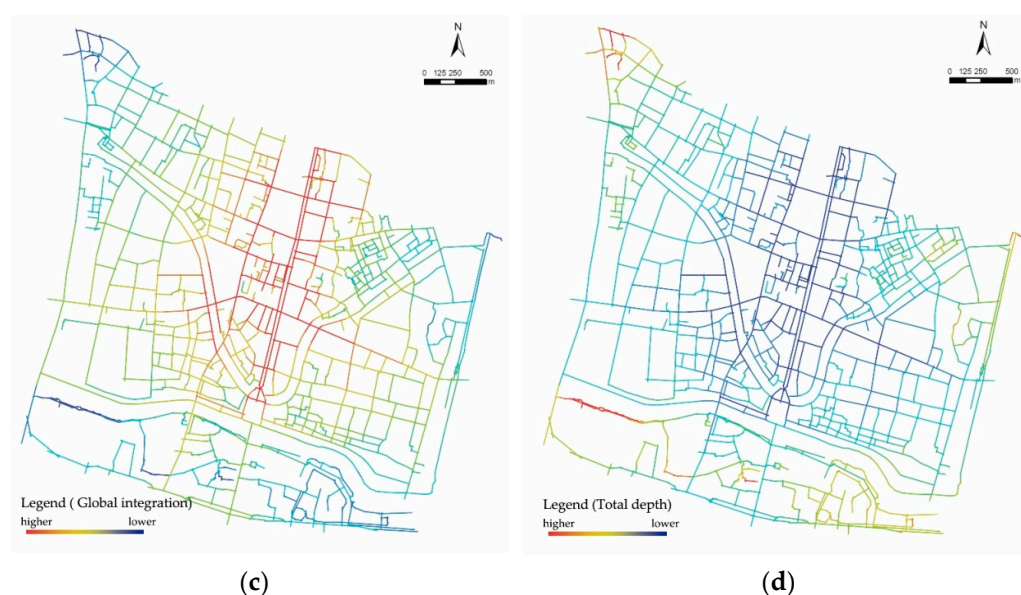 N
0 125 250 500
m
Legend ( Global integration)
higher lower
(c)
N
0 125 250 500
m
Legend (Total depth)
higher lower
(d)